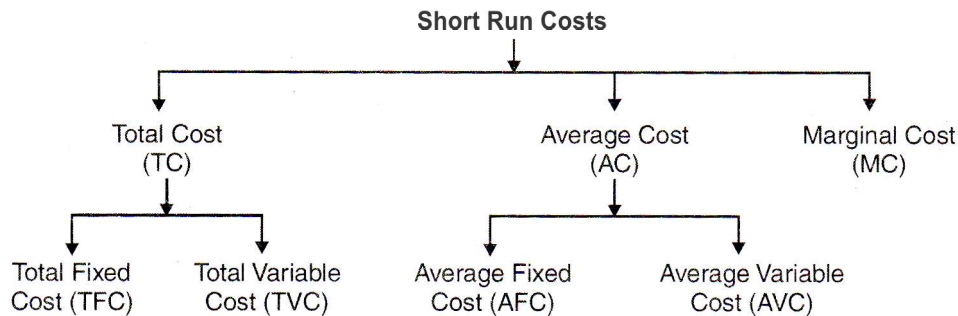 Short Run Costs
Total Cost
(TC)
Average Cost
(AC)
Marginal Cost
(MC)
Total Fixed
Cost (TFC)
Total Variable
Cost (TVC)
Average Fixed
Cost (AFC)
Average Variable
Cost (AVC)